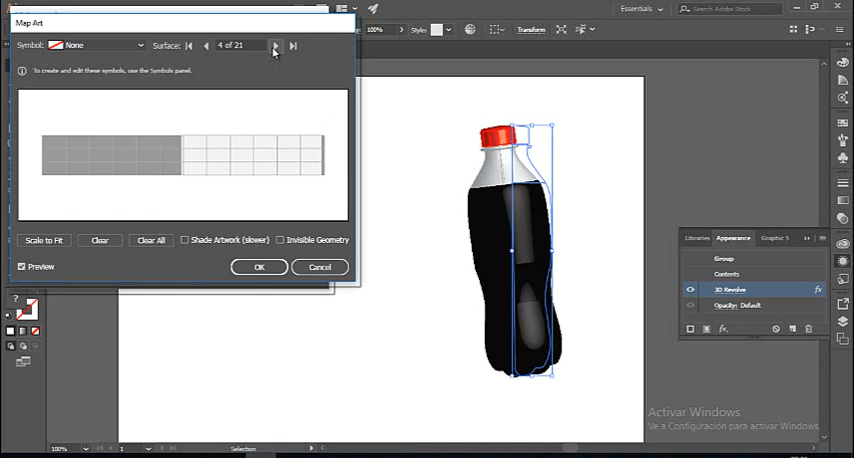 Map Art
Symbol: None Surface: 4 of 21
To create and edit these symbols, use the Symbols panel.
Scale to Fit Clear Clear All Shade Artwork (slower) Invisible Geometry
Preview OK Cancel
Essentials Search Adobe Stock
100% Style: Transform
Libraries Appearance Graphic S
Group
Contents
3D Revolve fx
Opacity: Default
fx
?
Activar Windows
Ve a Configuración para activar Windows.
100% 1 Selection